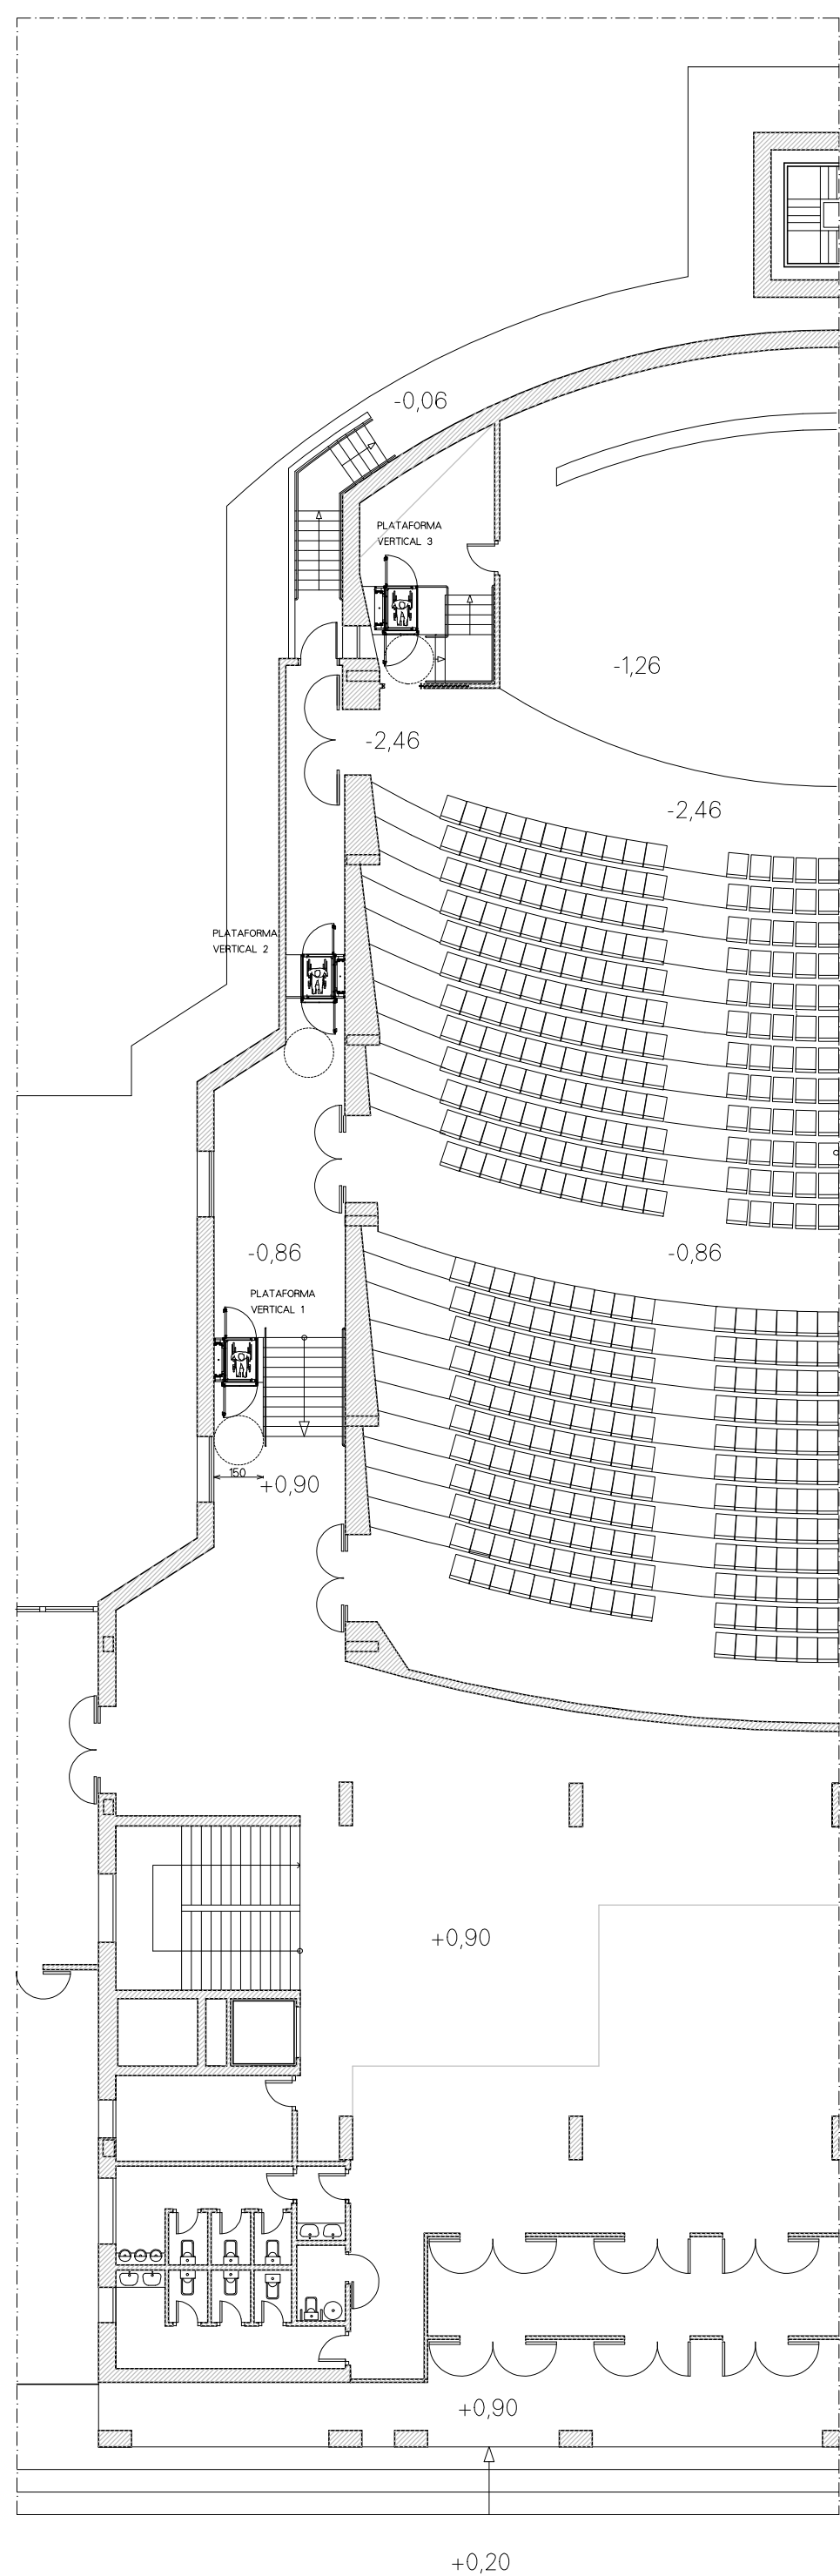 -0,06
PLATAFORMA
VERTICAL 3
-1,26
-2,46
-2,46
PLATAFORMA
VERTICAL 2
-0,86
-0,86
PLATAFORMA
VERTICAL 1
150
+0,90
+0,90
+0,90
+0,20